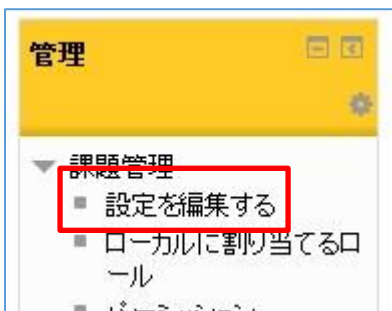 管理
課題管理
設定を編集する
ローカルに割り当てるロ
ール